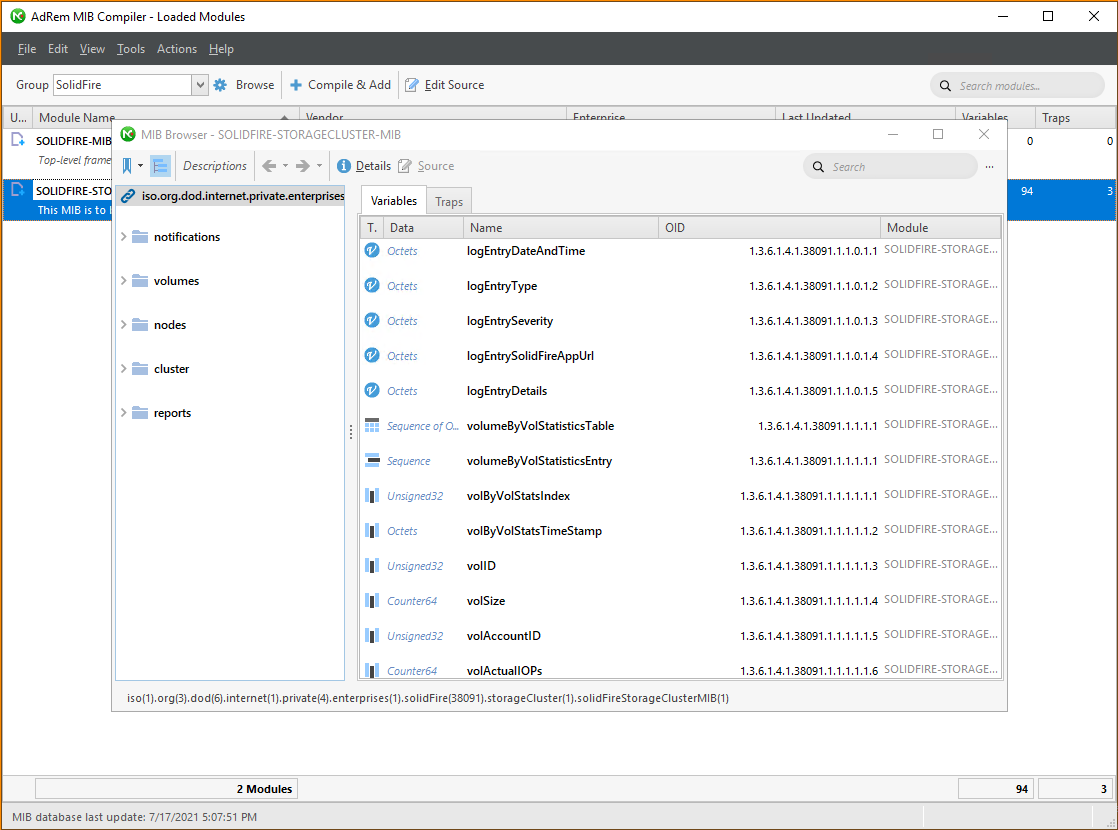 AdRem MIB Compiler - Loaded Modules
File Edit View Tools Actions Help
Group SolidFire Browse Compile & Add Edit Source Search modules...
U... Module Name Vendor Enterprise Last Updated Variables Traps
SOLIDFIRE-MIB 0 0
Top-level frame
SOLIDFIRE-STO 94 3
This MIB is to
MIB Browser - SOLIDFIRE-STORAGECLUSTER-MIB
Descriptions Details Source Search ...
iso.org.dod.internet.private.enterprises
notifications
volumes
nodes
cluster
reports
Variables Traps
T. Data Name OID Module
Octets logEntryDateAndTime 1.3.6.1.4.1.38091.1.1.0.1.1 SOLIDFIRE-STORAGE...
Octets logEntryType 1.3.6.1.4.1.38091.1.1.0.1.2 SOLIDFIRE-STORAGE...
Octets logEntrySeverity 1.3.6.1.4.1.38091.1.1.0.1.3 SOLIDFIRE-STORAGE...
Octets logEntrySolidFireAppUrl 1.3.6.1.4.1.38091.1.1.0.1.4 SOLIDFIRE-STORAGE...
Octets logEntryDetails 1.3.6.1.4.1.38091.1.1.0.1.5 SOLIDFIRE-STORAGE...
Sequence of O... volumeByVolStatisticsTable 1.3.6.1.4.1.38091.1.1.1.1 SOLIDFIRE-STORAGE...
Sequence volumeByVolStatisticsEntry 1.3.6.1.4.1.38091.1.1.1.1.1 SOLIDFIRE-STORAGE...
Unsigned32 volByVolStatsIndex 1.3.6.1.4.1.38091.1.1.1.1.1.1 SOLIDFIRE-STORAGE...
Octets volByVolStatsTimeStamp 1.3.6.1.4.1.38091.1.1.1.1.1.2 SOLIDFIRE-STORAGE...
Unsigned32 volID 1.3.6.1.4.1.38091.1.1.1.1.1.3 SOLIDFIRE-STORAGE...
Counter64 volSize 1.3.6.1.4.1.38091.1.1.1.1.1.4 SOLIDFIRE-STORAGE...
Unsigned32 volAccountID 1.3.6.1.4.1.38091.1.1.1.1.1.5 SOLIDFIRE-STORAGE...
Counter64 volActualIOPs 1.3.6.1.4.1.38091.1.1.1.1.1.6 SOLIDFIRE-STORAGE...
iso(1).org(3).dod(6).internet(1).private(4).enterprises(1).solidFire(38091).storageCluster(1).solidFireStorageClusterMIB(1)
2 Modules 94 3
MIB database last update: 7/17/2021 5:07:51 PM